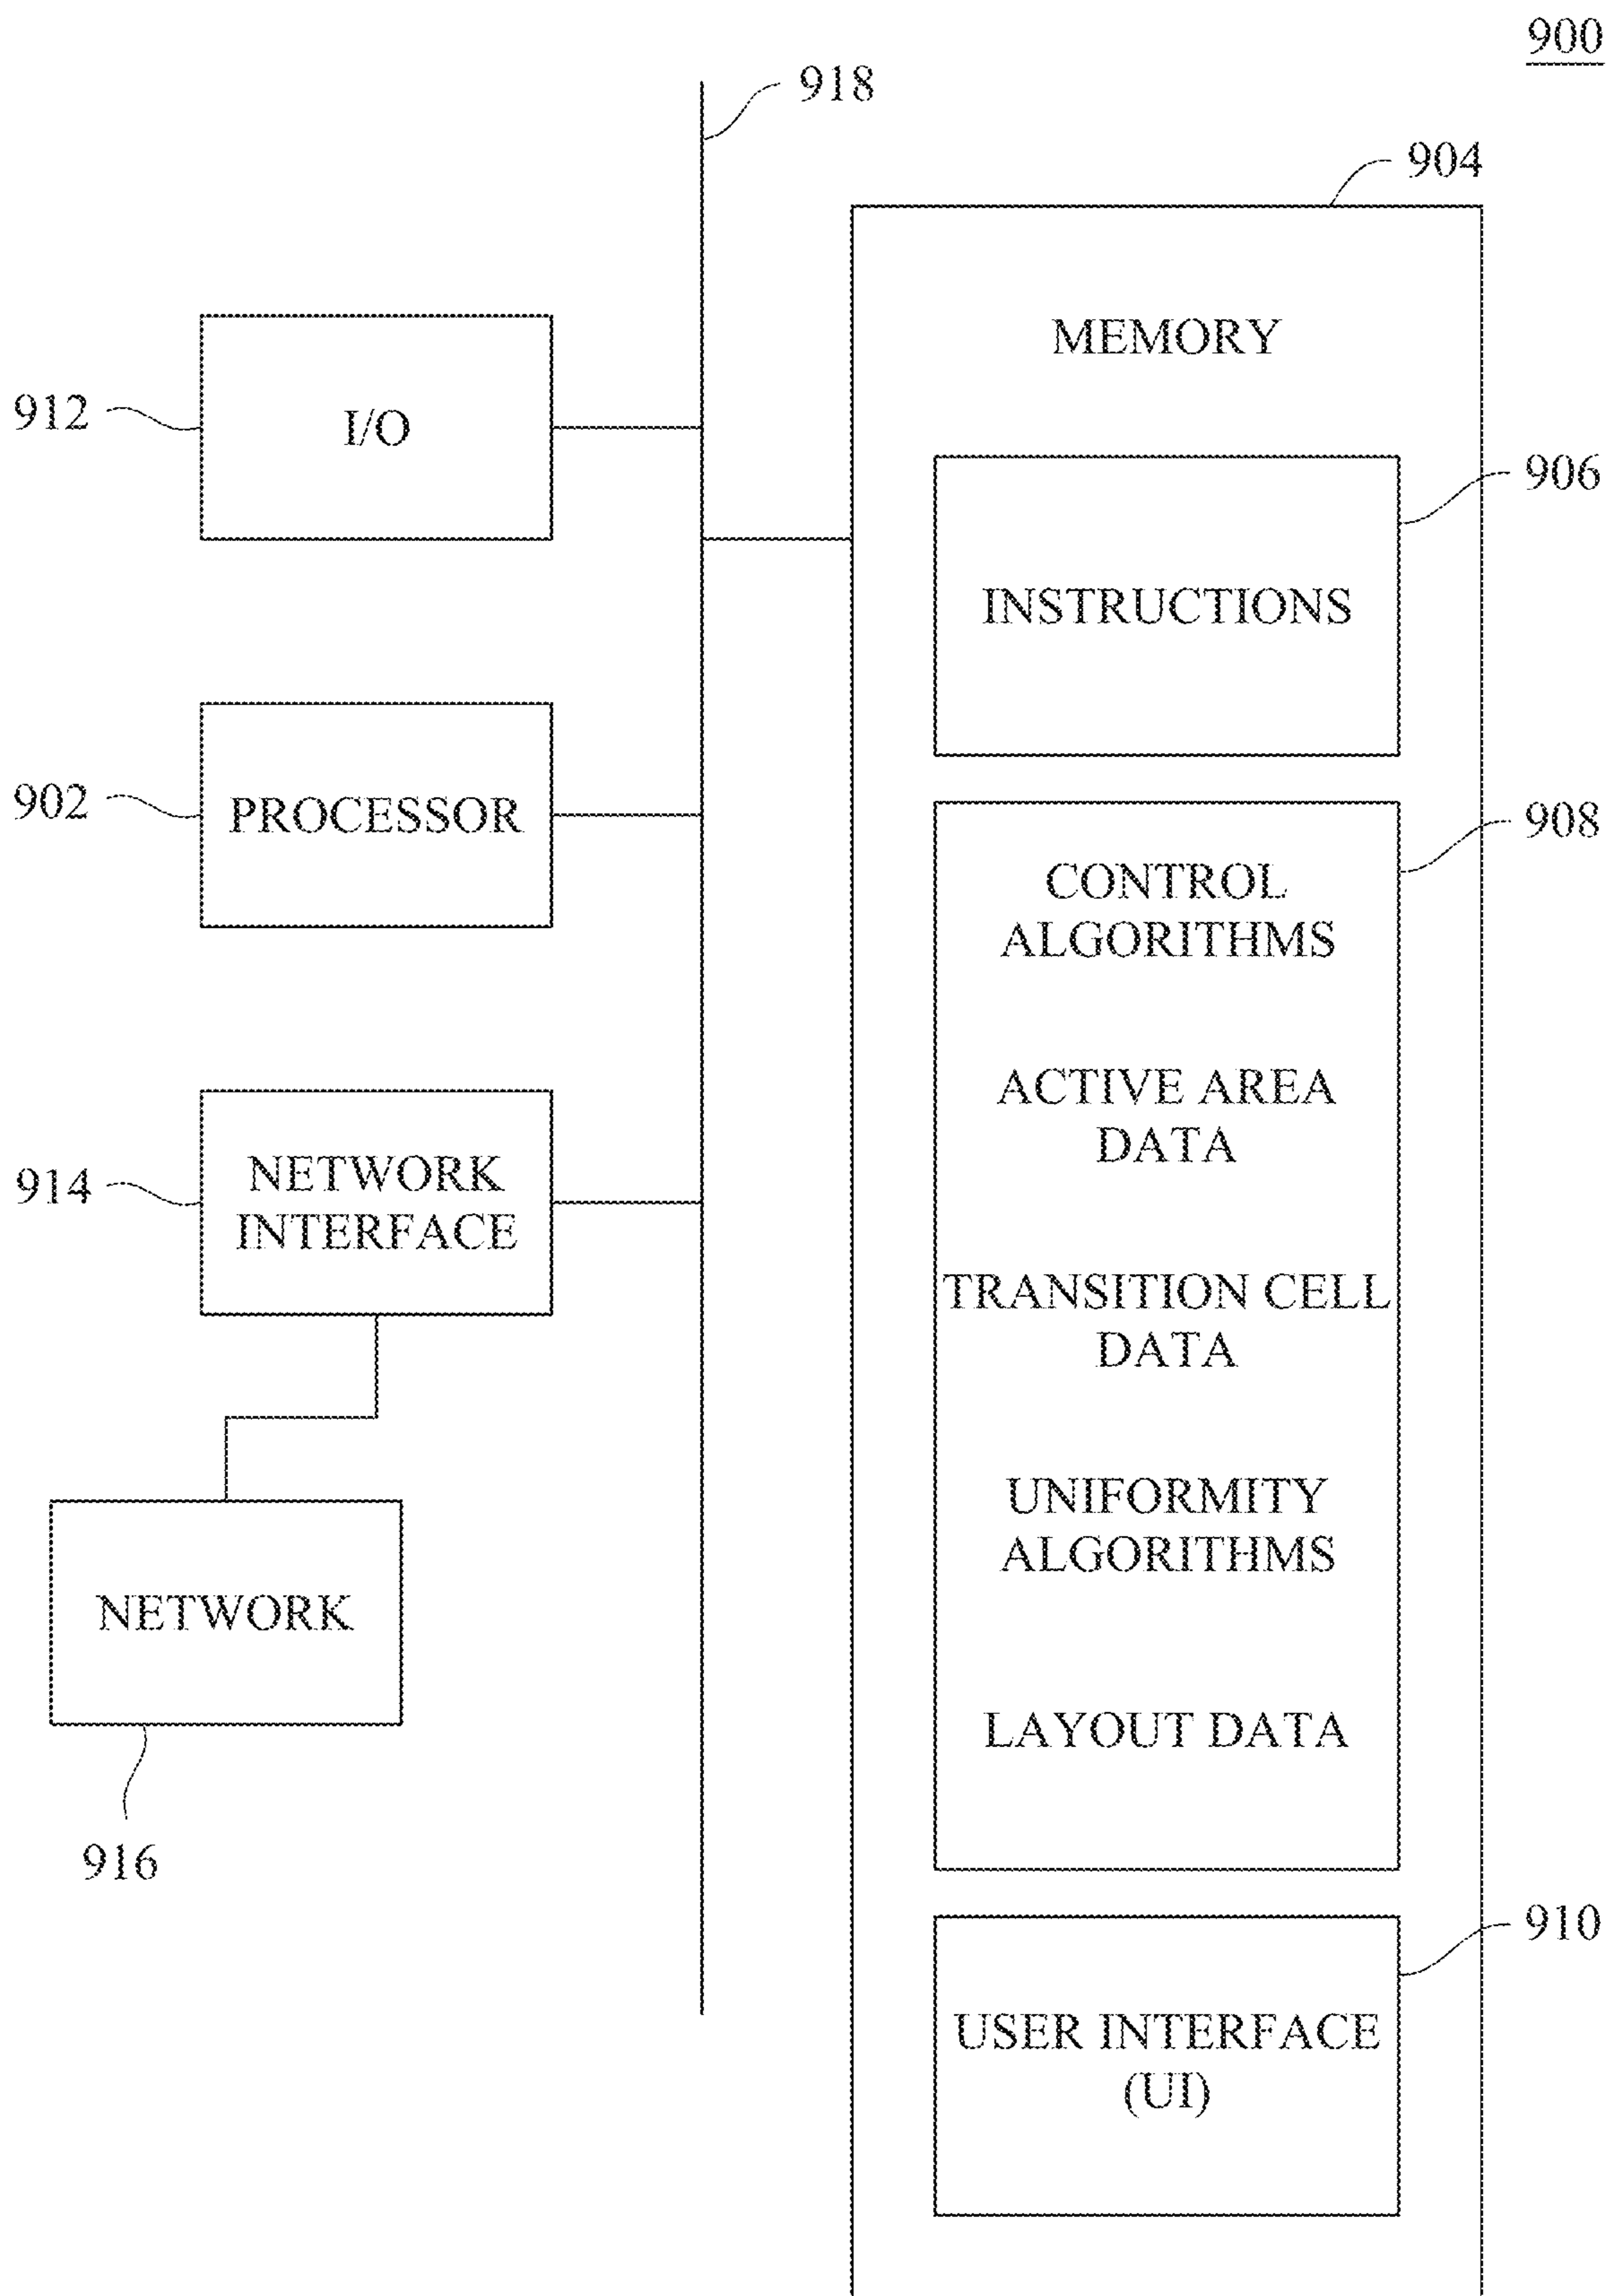 900
918
904
MEMORY
912
I/O
906
INSTRUCTIONS
902
PROCESSOR
908
CONTROL
ALGORITHMS
ACTIVE AREA
DATA
914
NETWORK
INTERFACE
TRANSITION CELL
DATA
UNIFORMITY
ALGORITHMS
NETWORK
LAYOUT DATA
916
910
USER INTERFACE
(UI)